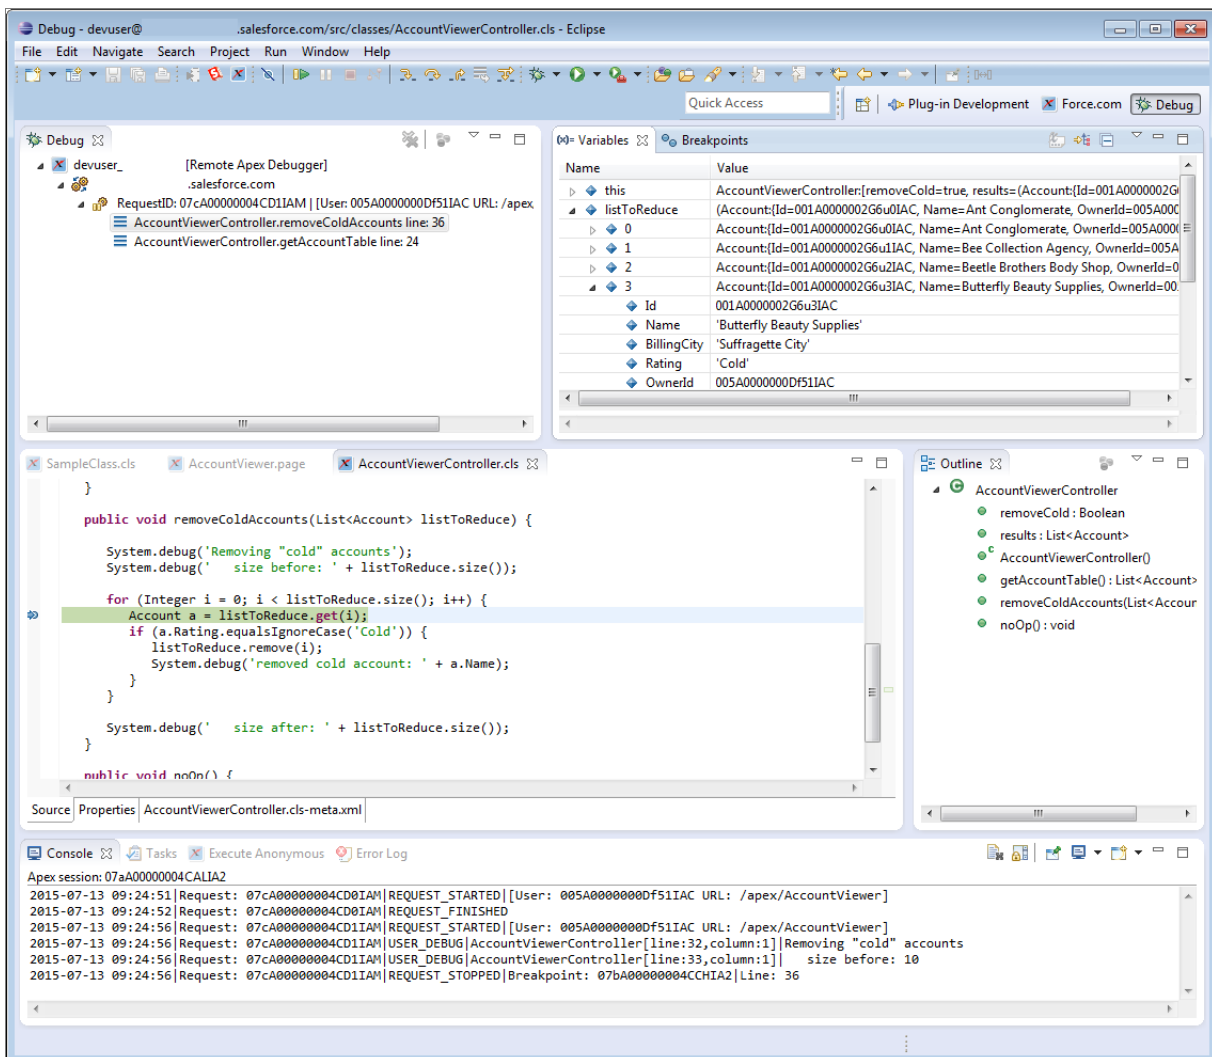 Debug - devuser@ .salesforce.com/src/classes/AccountViewerController.cls - Eclipse
File Edit Navigate Search Project Run Window Help
Quick Access
Plug-in Development Force.com Debug
Debug
devuser_ [Remote Apex Debugger]
.salesforce.com
RequestID: 07cA00000004CD1IAM | [User: 005A0000000Df51IAC URL: /apex,
AccountViewerController.removeColdAccounts line: 36
AccountViewerController.getAccountTable line: 24
(x)= Variables Breakpoints
Name Value
this AccountViewerController:[removeCold=true, results=(Account:{Id=001A0000002G
listToReduce (Account:{Id=001A0000002G6u0IAC, Name=Ant Conglomerate, OwnerId=005A000
0 Account:{Id=001A0000002G6u0IAC, Name=Ant Conglomerate, OwnerId=005A000
1 Account:{Id=001A0000002G6u1IAC, Name=Bee Collection Agency, OwnerId=005A
2 Account:{Id=001A0000002G6u2IAC, Name=Beetle Brothers Body Shop, OwnerId=0
3 Account:{Id=001A0000002G6u3IAC, Name=Butterfly Beauty Supplies, OwnerId=00
Id 001A0000002G6u3IAC
Name 'Butterfly Beauty Supplies'
BillingCity 'Suffragette City'
Rating 'Cold'
OwnerId 005A0000000Df51IAC
SampleClass.cls AccountViewer.page AccountViewerController.cls
}
public void removeColdAccounts(List<Account> listToReduce) {
System.debug('Removing "cold" accounts');
System.debug('   size before: ' + listToReduce.size());
for (Integer i = 0; i < listToReduce.size(); i++) {
Account a = listToReduce.get(i);
if (a.Rating.equalsIgnoreCase('Cold')) {
listToReduce.remove(i);
System.debug('removed cold account: ' + a.Name);
}
}
System.debug('   size after: ' + listToReduce.size());
}
public void noOp() {
Source Properties AccountViewerController.cls-meta.xml
Outline
AccountViewerController
removeCold : Boolean
results : List<Account>
AccountViewerController()
getAccountTable() : List<Account>
removeColdAccounts(List<Accour
noOp() : void
Console Tasks Execute Anonymous Error Log
Apex session: 07aA00000004CALIA2
2015-07-13 09:24:51|Request: 07cA00000004CD0IAM|REQUEST_STARTED|[User: 005A0000000Df51IAC URL: /apex/AccountViewer]
2015-07-13 09:24:52|Request: 07cA00000004CD0IAM|REQUEST_FINISHED
2015-07-13 09:24:56|Request: 07cA00000004CD1IAM|REQUEST_STARTED|[User: 005A0000000Df51IAC URL: /apex/AccountViewer]
2015-07-13 09:24:56|Request: 07cA00000004CD1IAM|USER_DEBUG|AccountViewerController[line:32,column:1]|Removing "cold" accounts
2015-07-13 09:24:56|Request: 07cA00000004CD1IAM|USER_DEBUG|AccountViewerController[line:33,column:1]|   size before: 10
2015-07-13 09:24:56|Request: 07cA00000004CD1IAM|REQUEST_STOPPED|Breakpoint: 07bA00000004CCHIA2|Line: 36